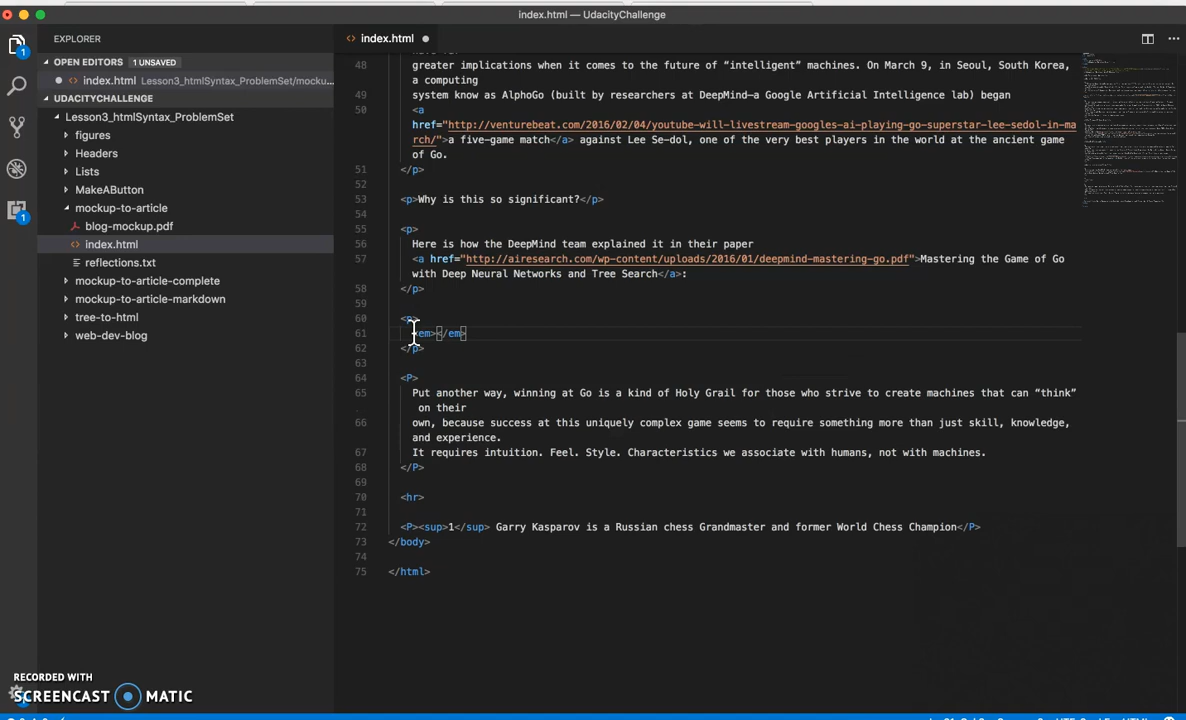 index.html — UdacityChallenge
EXPLORER
index.html
OPEN EDITORS 1 UNSAVED
index.html Lesson3_htmlSyntax_ProblemSet/mocku...
UDACITYCHALLENGE
Lesson3_htmlSyntax_ProblemSet
figures
Headers
Lists
MakeAButton
mockup-to-article
blog-mockup.pdf
index.html
reflections.txt
mockup-to-article-complete
mockup-to-article-markdown
tree-to-html
web-dev-blog
1
1
48 greater implications when it comes to the future of “intelligent” machines. On March 9, in Seoul, South Korea,
a computing
49 system know as AlphoGo (built by researchers at DeepMind—a Google Artificial Intelligence lab) began
50 <a
href="http://venturebeat.com/2016/02/04/youtube-will-livestream-googles-ai-playing-go-superstar-lee-sedol-in-ma
rch/">a five-game match</a> against Lee Se-dol, one of the very best players in the world at the ancient game
of Go.
51 </p>
52
53 <p>Why is this so significant?</p>
54
55 <p>
56 Here is how the DeepMind team explained it in their paper
57 <a href="http://airesearch.com/wp-content/uploads/2016/01/deepmind-mastering-go.pdf">Mastering the Game of Go
with Deep Neural Networks and Tree Search</a>:
58 </p>
59
60 <p>
61 <em></em>
62 </p>
63
64 <P>
65 Put another way, winning at Go is a kind of Holy Grail for those who strive to create machines that can “think”
on their
66 own, because success at this uniquely complex game seems to require something more than just skill, knowledge,
and experience.
67 It requires intuition. Feel. Style. Characteristics we associate with humans, not with machines.
68 </P>
69
70 <hr>
71
72 <P><sup>1</sup> Garry Kasparov is a Russian chess Grandmaster and former World Chess Champion</P>
73 </body>
74
75 </html>
RECORDED WITH
SCREENCAST MATIC